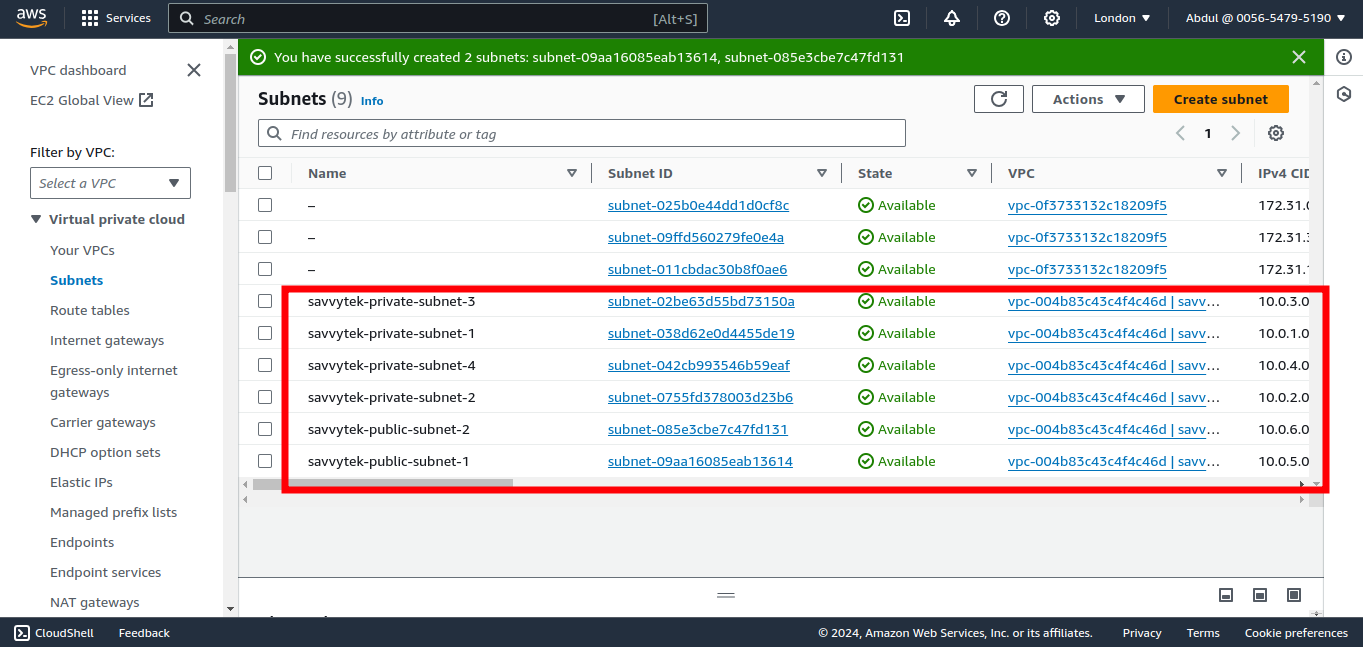 aws Services Search [Alt+S] London Abdul @ 0056-5479-5190
VPC dashboard
EC2 Global View
Filter by VPC:
Select a VPC
Virtual private cloud
Your VPCs
Subnets
Route tables
Internet gateways
Egress-only internet
gateways
Carrier gateways
DHCP option sets
Elastic IPs
Managed prefix lists
Endpoints
Endpoint services
NAT gateways
You have successfully created 2 subnets: subnet-09aa16085eab13614, subnet-085e3cbe7c47fd131
Subnets (9) Info Actions Create subnet
Find resources by attribute or tag 1
Name Subnet ID State VPC IPv4 CID
– subnet-025b0e44dd1d0cf8c Available vpc-0f3733132c18209f5 172.31.0
– subnet-09ffd560279fe0e4a Available vpc-0f3733132c18209f5 172.31.3
– subnet-011cbdac30b8f0ae6 Available vpc-0f3733132c18209f5 172.31.1
savvytek-private-subnet-3 subnet-02be63d55bd73150a Available vpc-004b83c43c4f4c46d | savv... 10.0.3.0
savvytek-private-subnet-1 subnet-038d62e0d4455de19 Available vpc-004b83c43c4f4c46d | savv... 10.0.1.0
savvytek-private-subnet-4 subnet-042cb993546b59eaf Available vpc-004b83c43c4f4c46d | savv... 10.0.4.0
savvytek-private-subnet-2 subnet-0755fd378003d23b6 Available vpc-004b83c43c4f4c46d | savv... 10.0.2.0
savvytek-public-subnet-2 subnet-085e3cbe7c47fd131 Available vpc-004b83c43c4f4c46d | savv... 10.0.6.0
savvytek-public-subnet-1 subnet-09aa16085eab13614 Available vpc-004b83c43c4f4c46d | savv... 10.0.5.0
CloudShell Feedback © 2024, Amazon Web Services, Inc. or its affiliates. Privacy Terms Cookie preferences